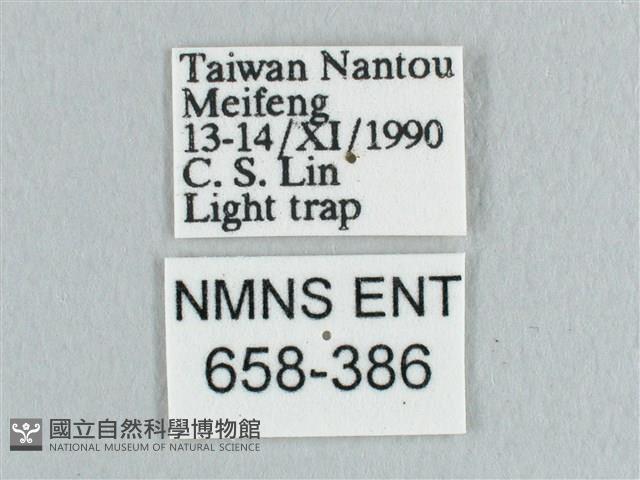 Taiwan Nantou
Meifeng
13-14/XI/1990
C. S. Lin
Light trap
NMNS ENT
658-386
國立自然科學博物館
NATIONAL MUSEUM OF NATURAL SCIENCE